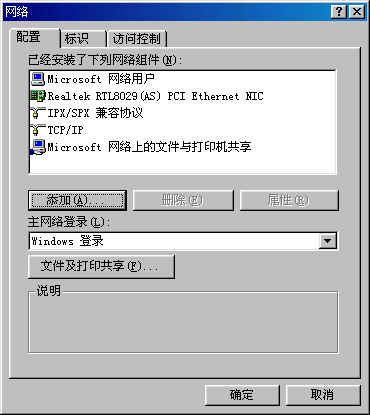 网络
配置 标识 访问控制
已经安装了下列网络组件(N):
Microsoft 网络用户
Realtek RTL8029(AS) PCI Ethernet NIC
IPX/SPX 兼容协议
TCP/IP
Microsoft 网络上的文件与打印机共享
添加(A)... 删除(E) 属性(R)
主网络登录(L):
Windows 登录
文件及打印共享(F)...
说明
确定 取消